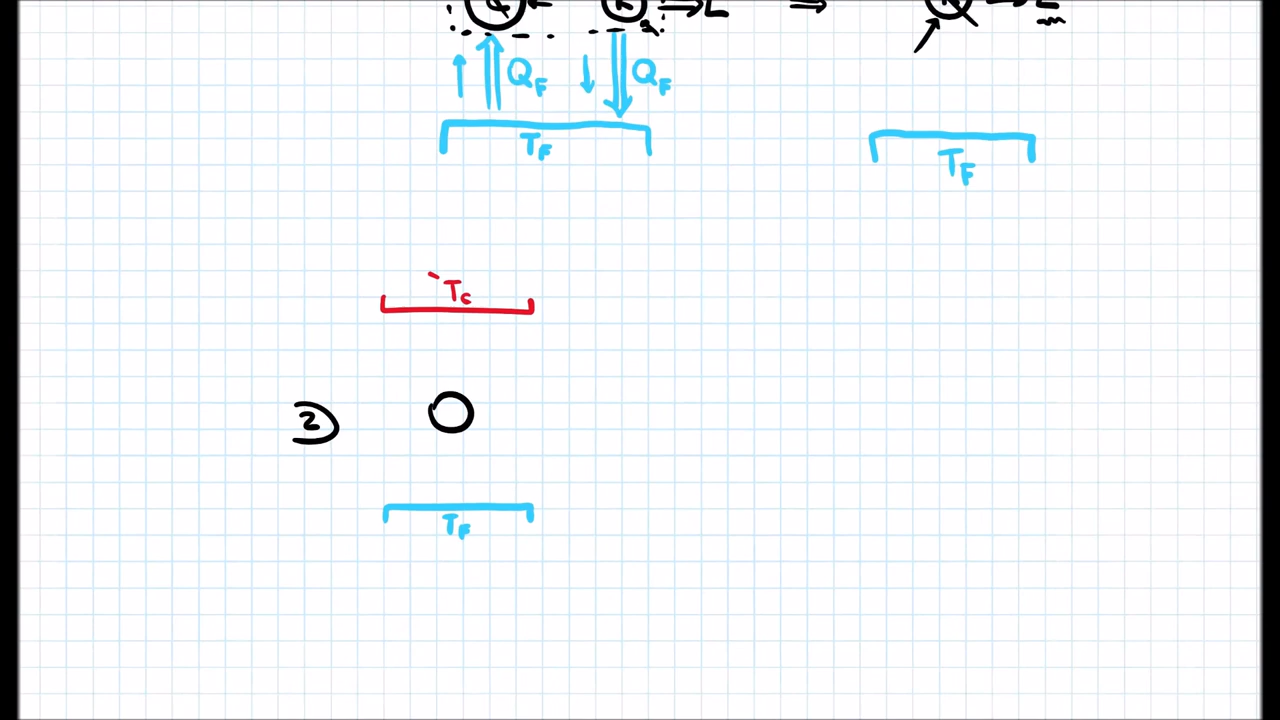 L ⇒
Q_F Q_F
T_F T_F
T_C
2
T_F